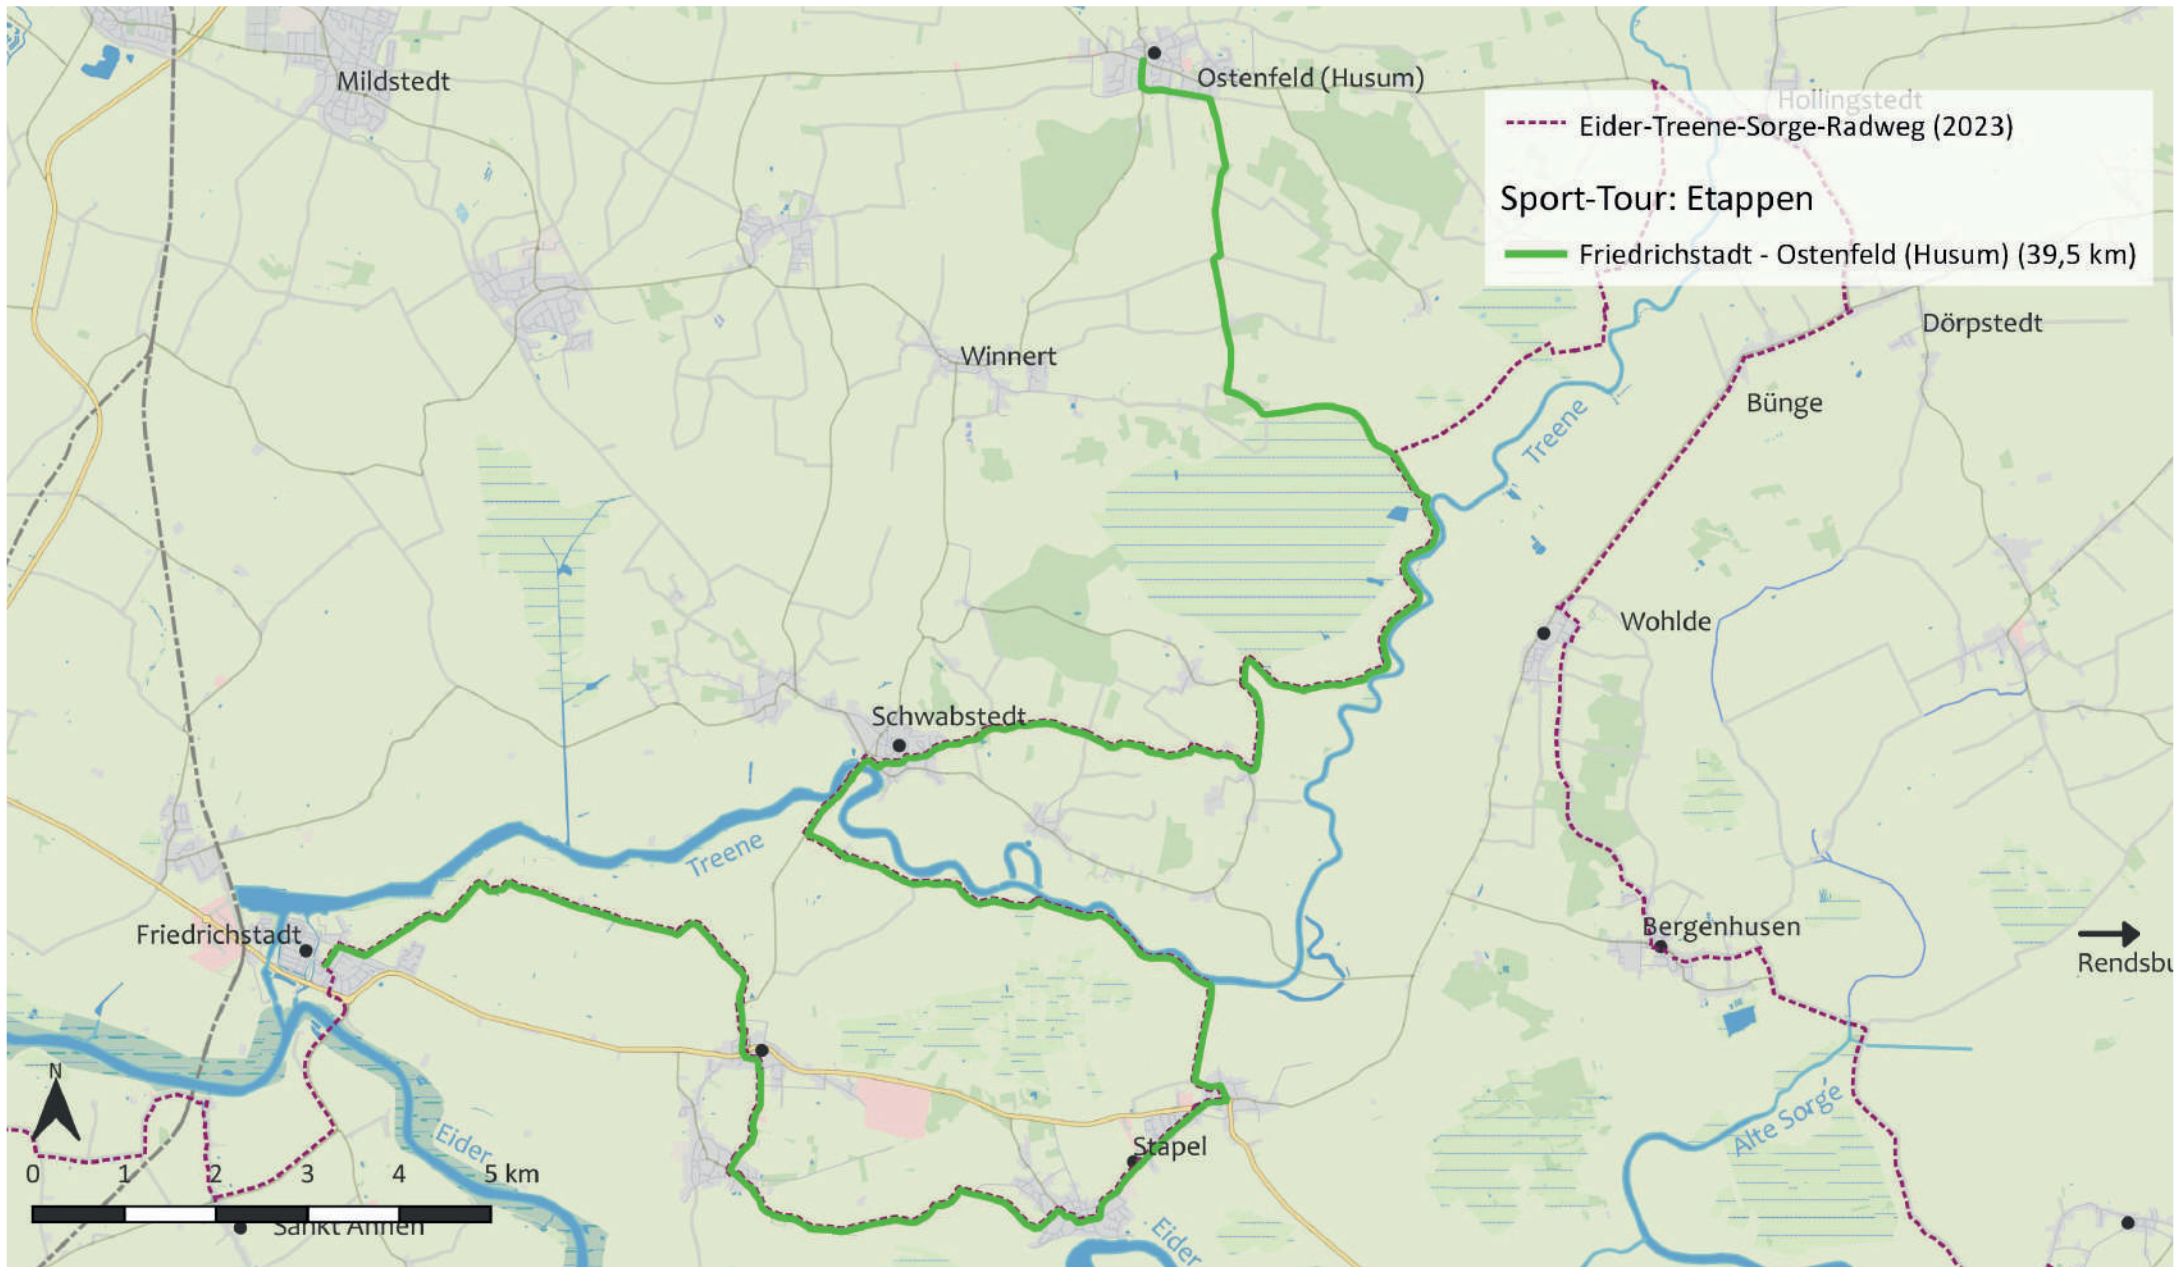 Mildstedt
Ostenfeld (Husum)
Hollingstedt
Eider-Treene-Sorge-Radweg (2023)
Sport-Tour: Etappen
Friedrichstadt - Ostenfeld (Husum) (39,5 km)
Dörpstedt
Winnert
Bünge
Treene
Wohlde
Schwabstedt
Treene
Friedrichstadt
Bergenhusen
Rendsbu
N
Eider
Alte Sorge
Stapel
0 1 2 3 4 5 km
Sankt Annen
Eider